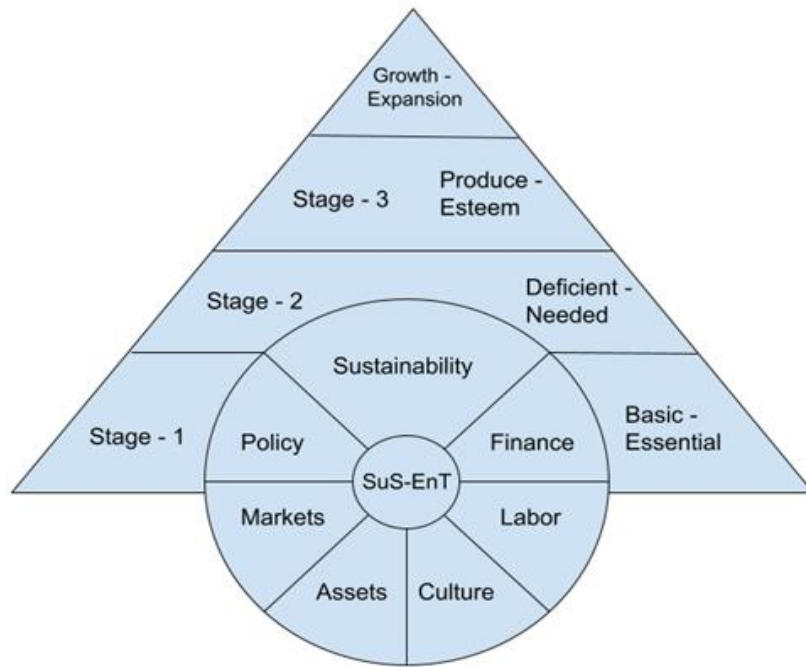 Growth -
Expansion
Stage - 3
Produce -
Esteem
Stage - 2
Deficient -
Needed
Sustainability
Stage - 1
Policy
Finance
Basic -
Essential
SuS-EnT
Markets
Labor
Assets
Culture